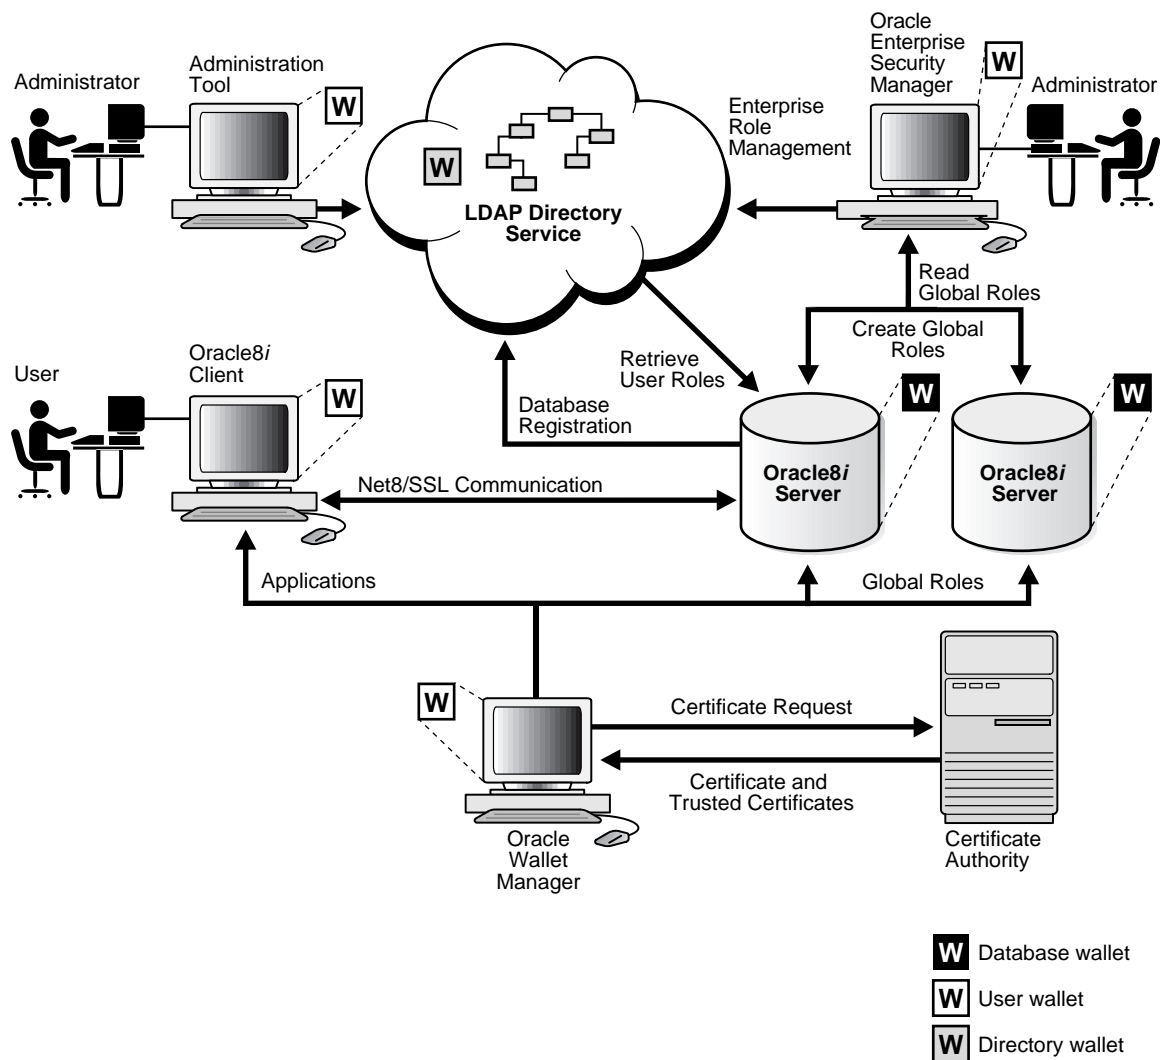 Administrator
Administration
Tool
W
W
LDAP Directory
Service
Enterprise
Role
Management
Oracle
Enterprise
Security
Manager
W
Administrator
Read
Global Roles
Create Global
Roles
Retrieve
User Roles
Database
Registration
User
Oracle8i
Client
W
Net8/SSL Communication
Oracle8i
Server
W
Oracle8i
Server
W
Applications
Global Roles
W
Certificate Request
Certificate and
Trusted Certificates
Oracle
Wallet
Manager
Certificate
Authority
W Database wallet
W User wallet
W Directory wallet